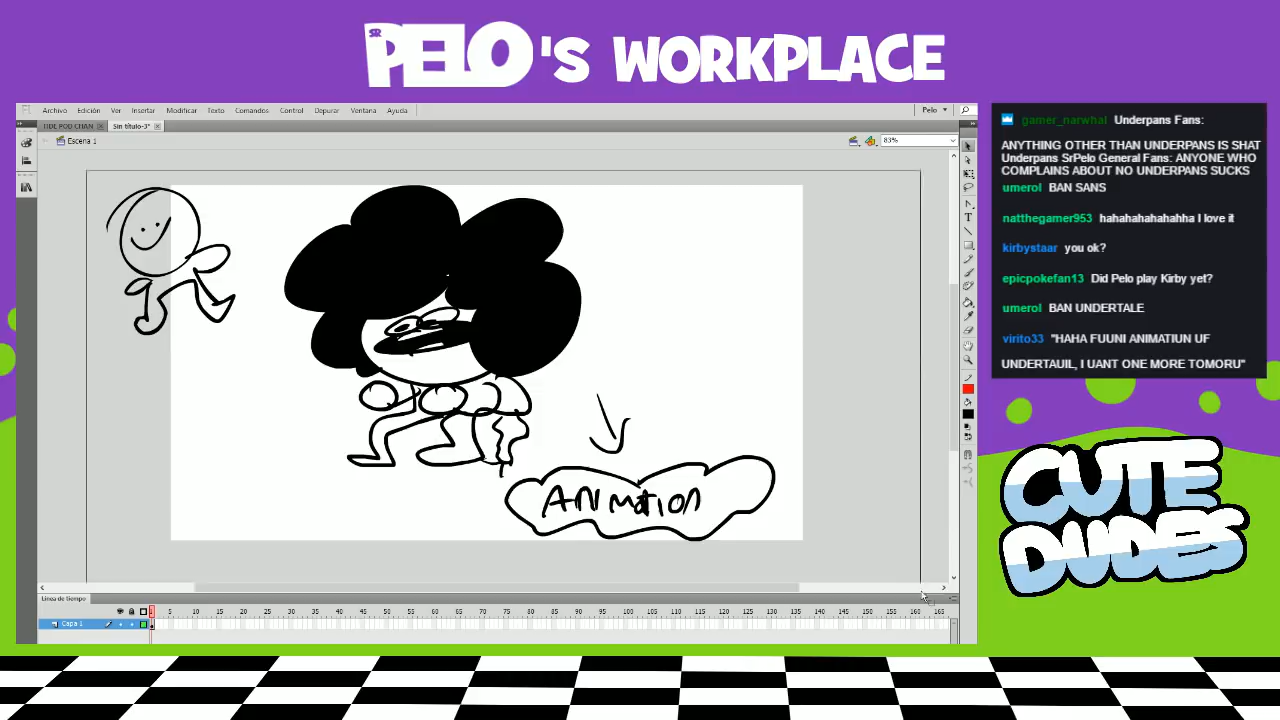 SR PELO'S WORKPLACE
Archivo Edición Ver Insertar Modificar Texto Comandos Control Depurar Ventana Ayuda Pelo
TIDE POD CHAN Sin título-3*
Escena 1 83%
ANIMATION
Línea de tiempo
5 10 15 20 25 30 35 40 45 50 55 60 65 70 75 80 85 90 95 100 105 110 115 120 125 130 135 140 145 150 155 160 165
Capa 1
gamer_narwhal Underpans Fans:
ANYTHING OTHER THAN UNDERPANS IS SHAT
Underpans SrPelo General Fans: ANYONE WHO
COMPLAINS ABOUT NO UNDERPANS SUCKS
umerol BAN SANS
natthegamer953 hahahahahahahha I love it
kirbystaar you ok?
epicpokefan13 Did Pelo play Kirby yet?
umerol BAN UNDERTALE
virito33 "HAHA FUUNI ANIMATIUN UF
UNDERTAUIL, I UANT ONE MORE TOMORU"
CUTE
DUDES